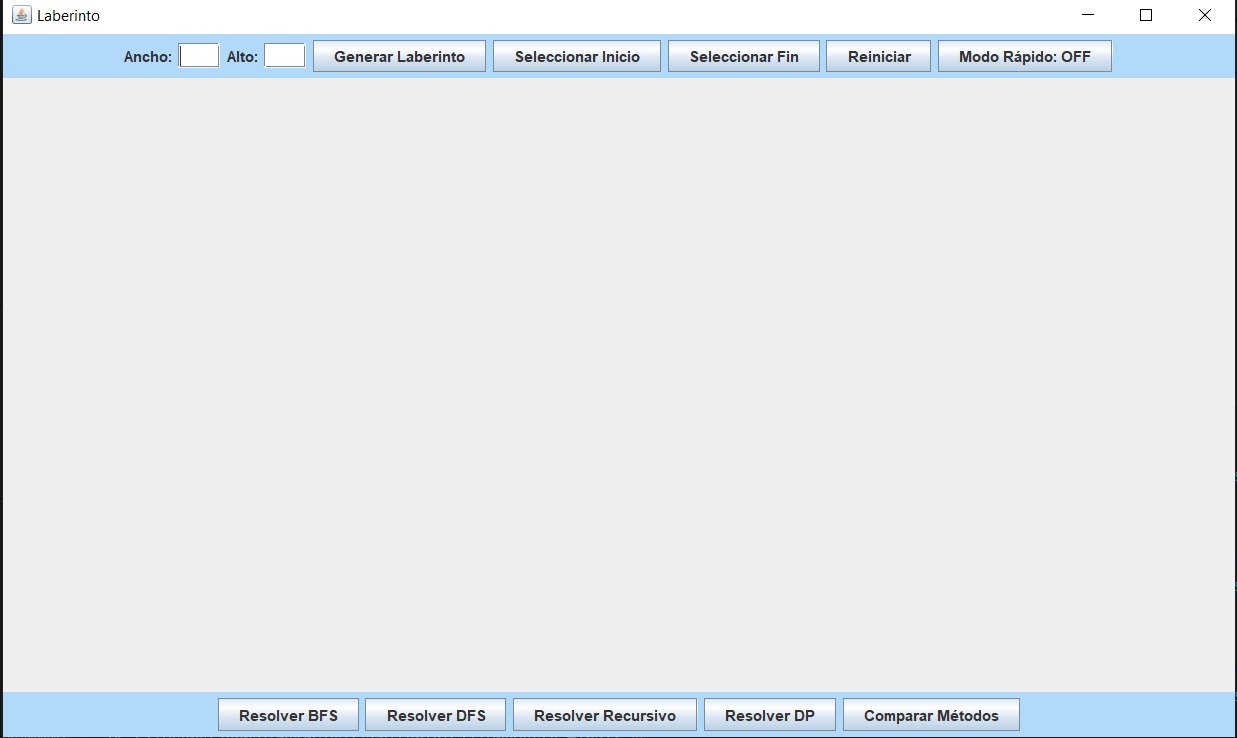 Laberinto
Ancho: Alto: Generar Laberinto Seleccionar Inicio Seleccionar Fin Reiniciar Modo Rápido: OFF
Resolver BFS Resolver DFS Resolver Recursivo Resolver DP Comparar Métodos